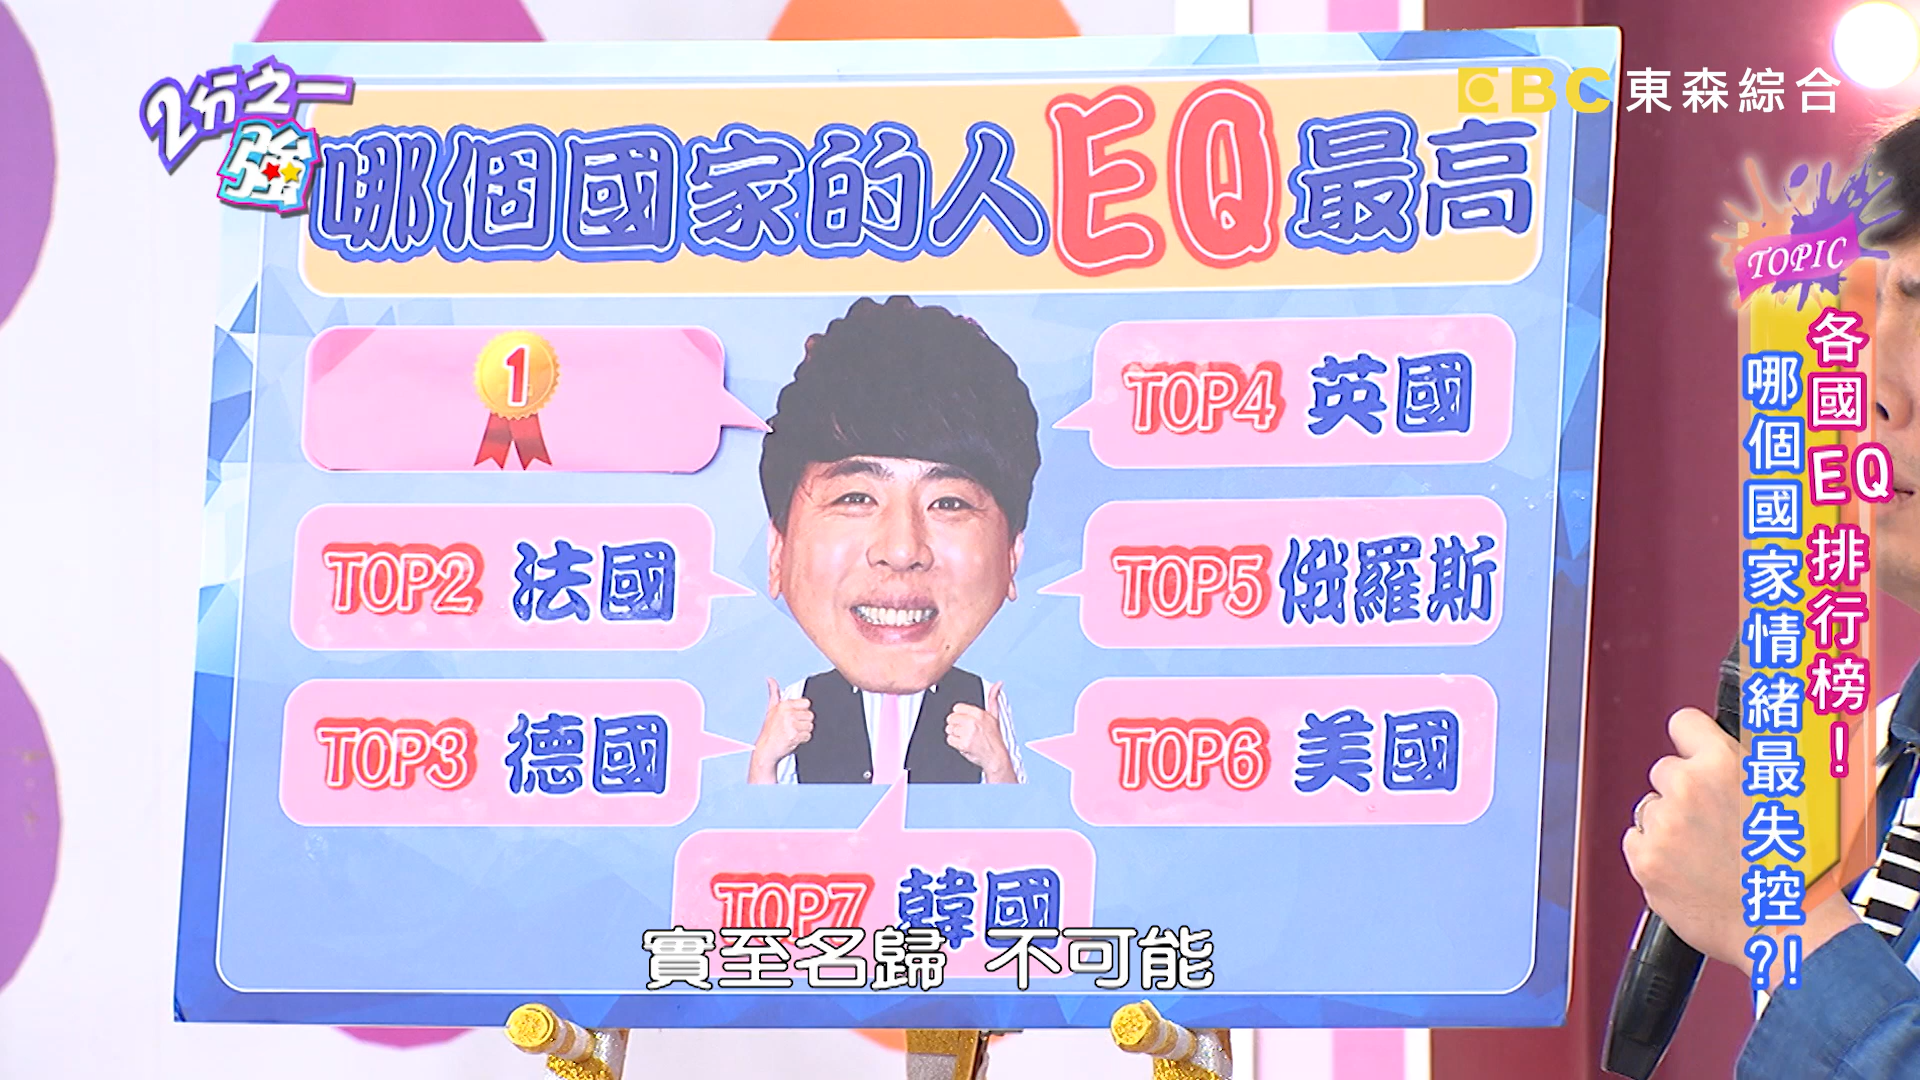 2分之一
強
EBC 東森綜合
哪個國家的人EQ最高
1
TOP2 法國
TOP3 德國
TOP4 英國
TOP5 俄羅斯
TOP6 美國
TOP7 韓國
TOPIC
各國EQ排行榜！
哪個國家情緒最失控?!
實至名歸 不可能